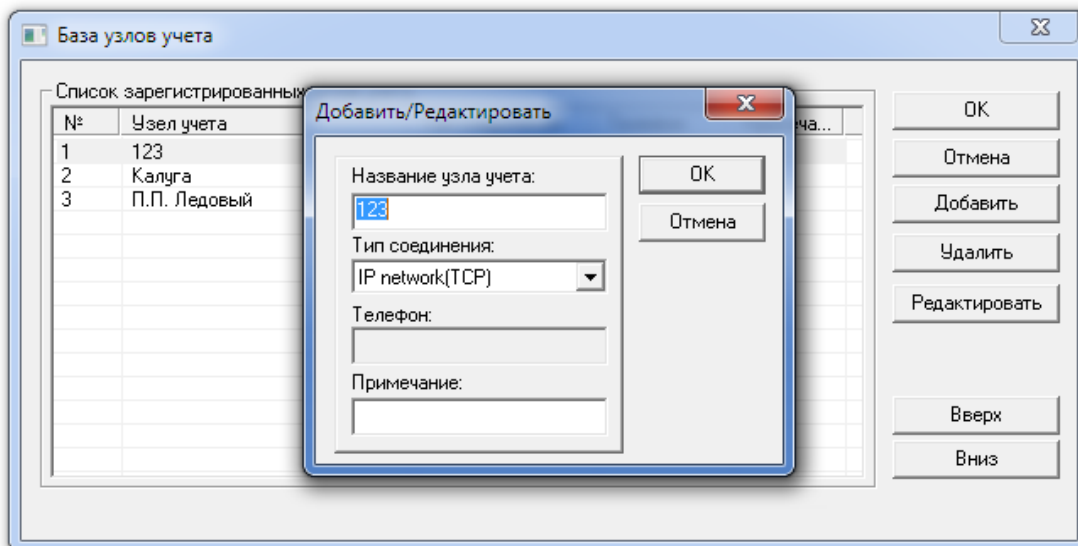 База узлов учета
Список зарегистрированных
№ Узел учета
ча...
1 123
2 Калуга
3 П.П. Ледовый
Добавить/Редактировать
Название узла учета:
123
Тип соединения:
IP network(TCP)
Телефон:
Примечание:
OK
Отмена
OK
Отмена
Добавить
Удалить
Редактировать
Вверх
Вниз